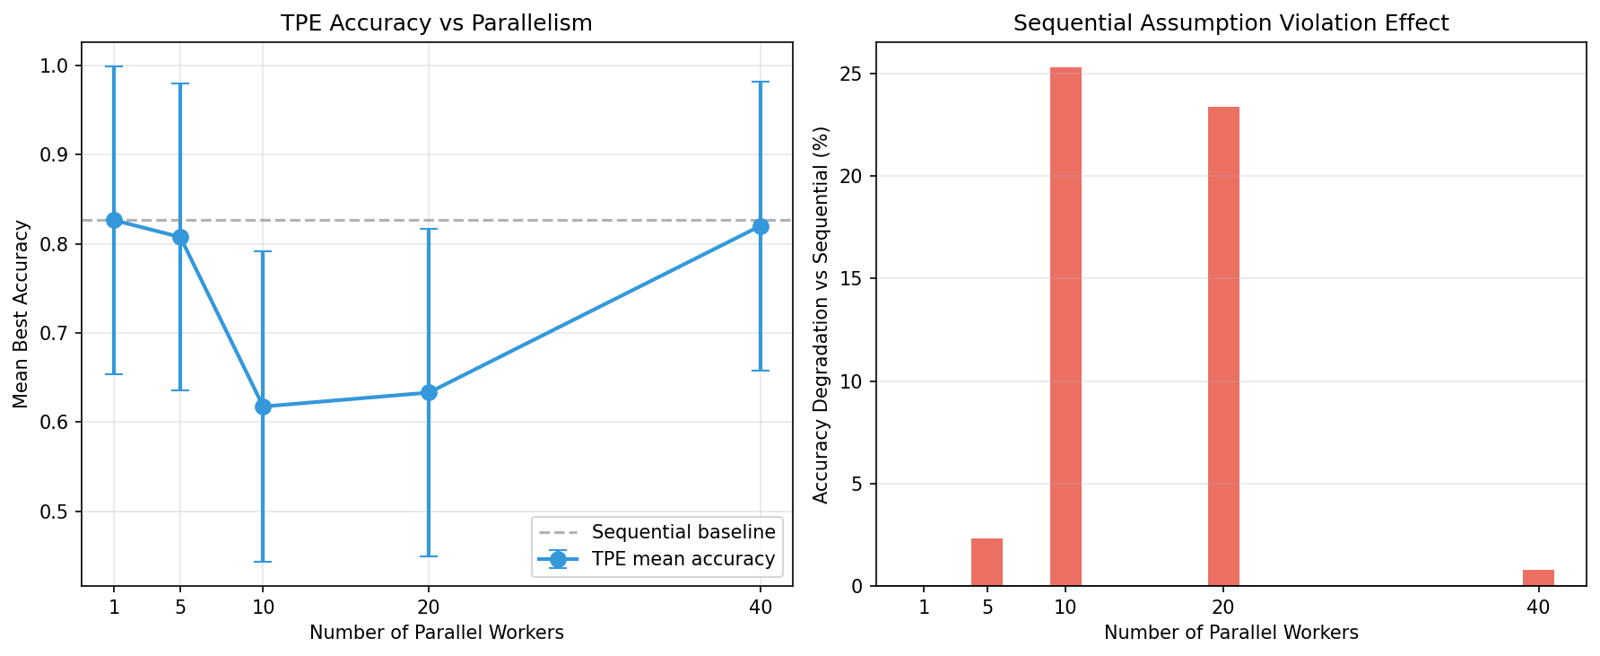 TPE Accuracy vs Parallelism
Mean Best Accuracy
1.0
0.9
0.8
0.7
0.6
0.5
Sequential baseline
TPE mean accuracy
1 5 10 20 40
Number of Parallel Workers
Sequential Assumption Violation Effect
Accuracy Degradation vs Sequential (%)
25
20
15
10
5
0
1 5 10 20 40
Number of Parallel Workers